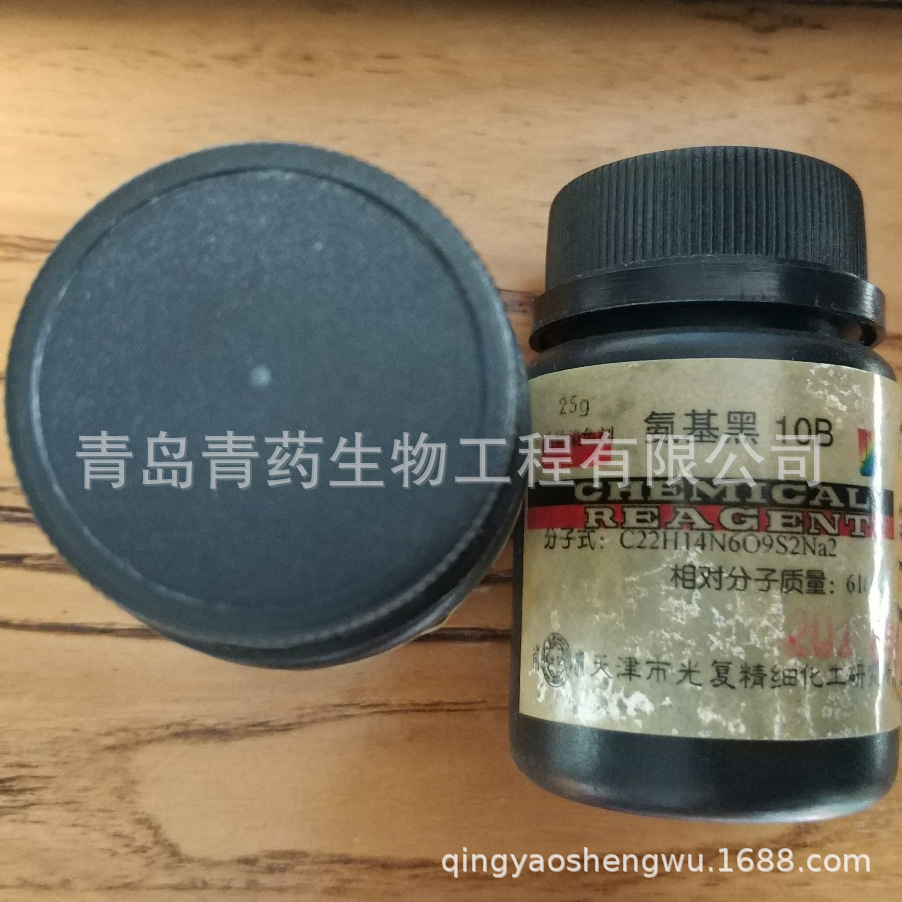 25g
氨基黑 10B
青岛青药生物工程有限公司
CHEMICAL
REAGENT
分子式：C22H14N6O9S2Na2
相对分子质量：61
天津市光复精细化工研究
qingyaoshengwu.1688.com